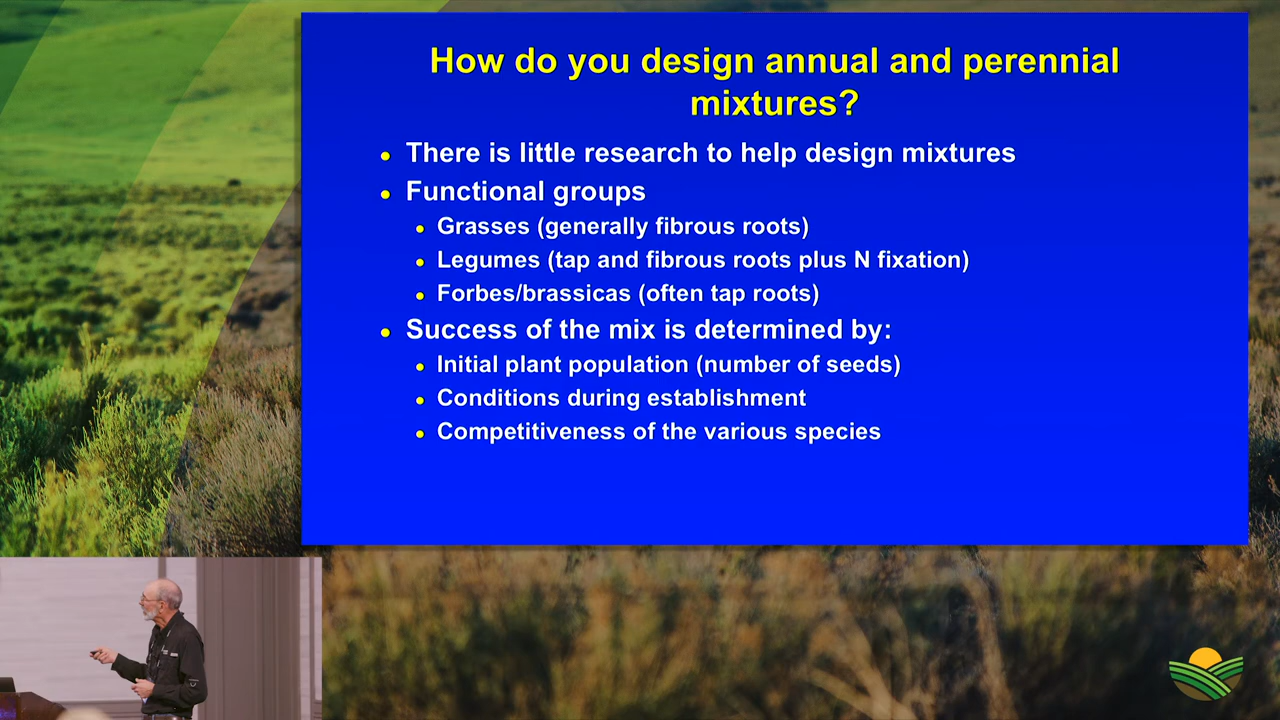 How do you design annual and perennial
mixtures?
There is little research to help design mixtures
Functional groups
Grasses (generally fibrous roots)
Legumes (tap and fibrous roots plus N fixation)
Forbes/brassicas (often tap roots)
Success of the mix is determined by:
Initial plant population (number of seeds)
Conditions during establishment
Competitiveness of the various species